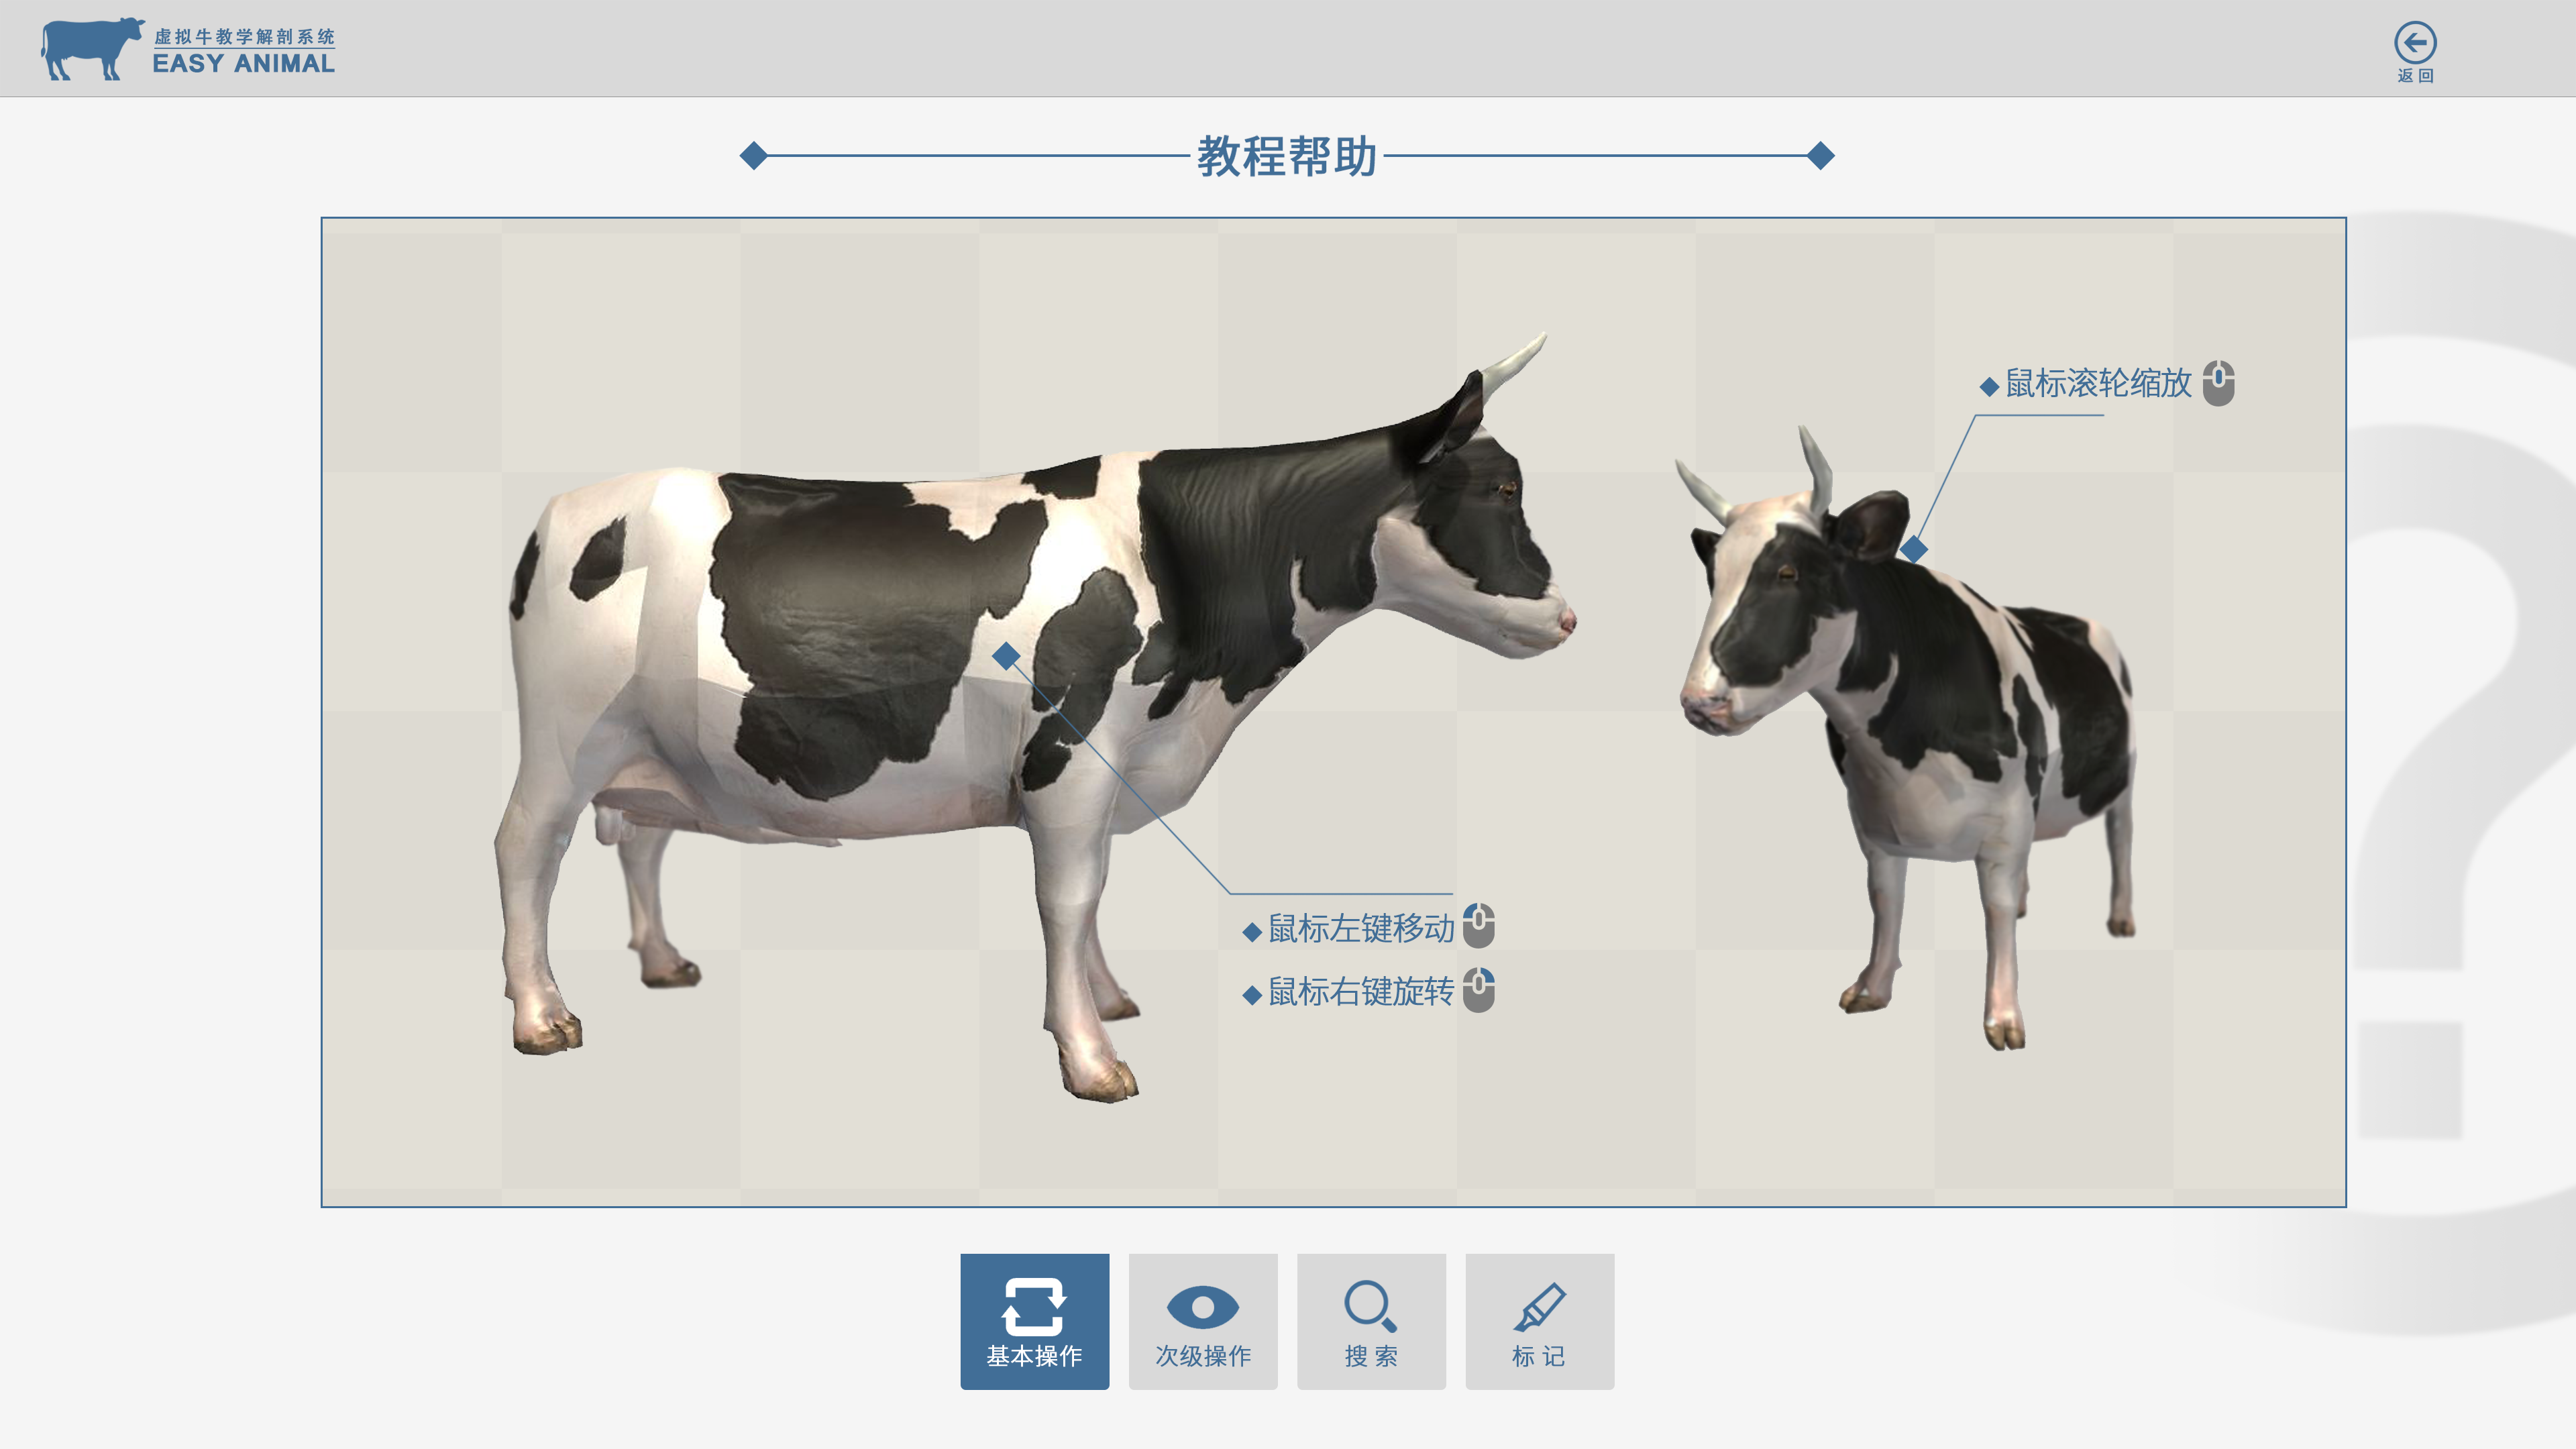 虚拟牛教学解剖系统
EASY ANIMAL
返回
教程帮助
鼠标滚轮缩放
鼠标左键移动
鼠标右键旋转
基本操作
次级操作
搜索
标记